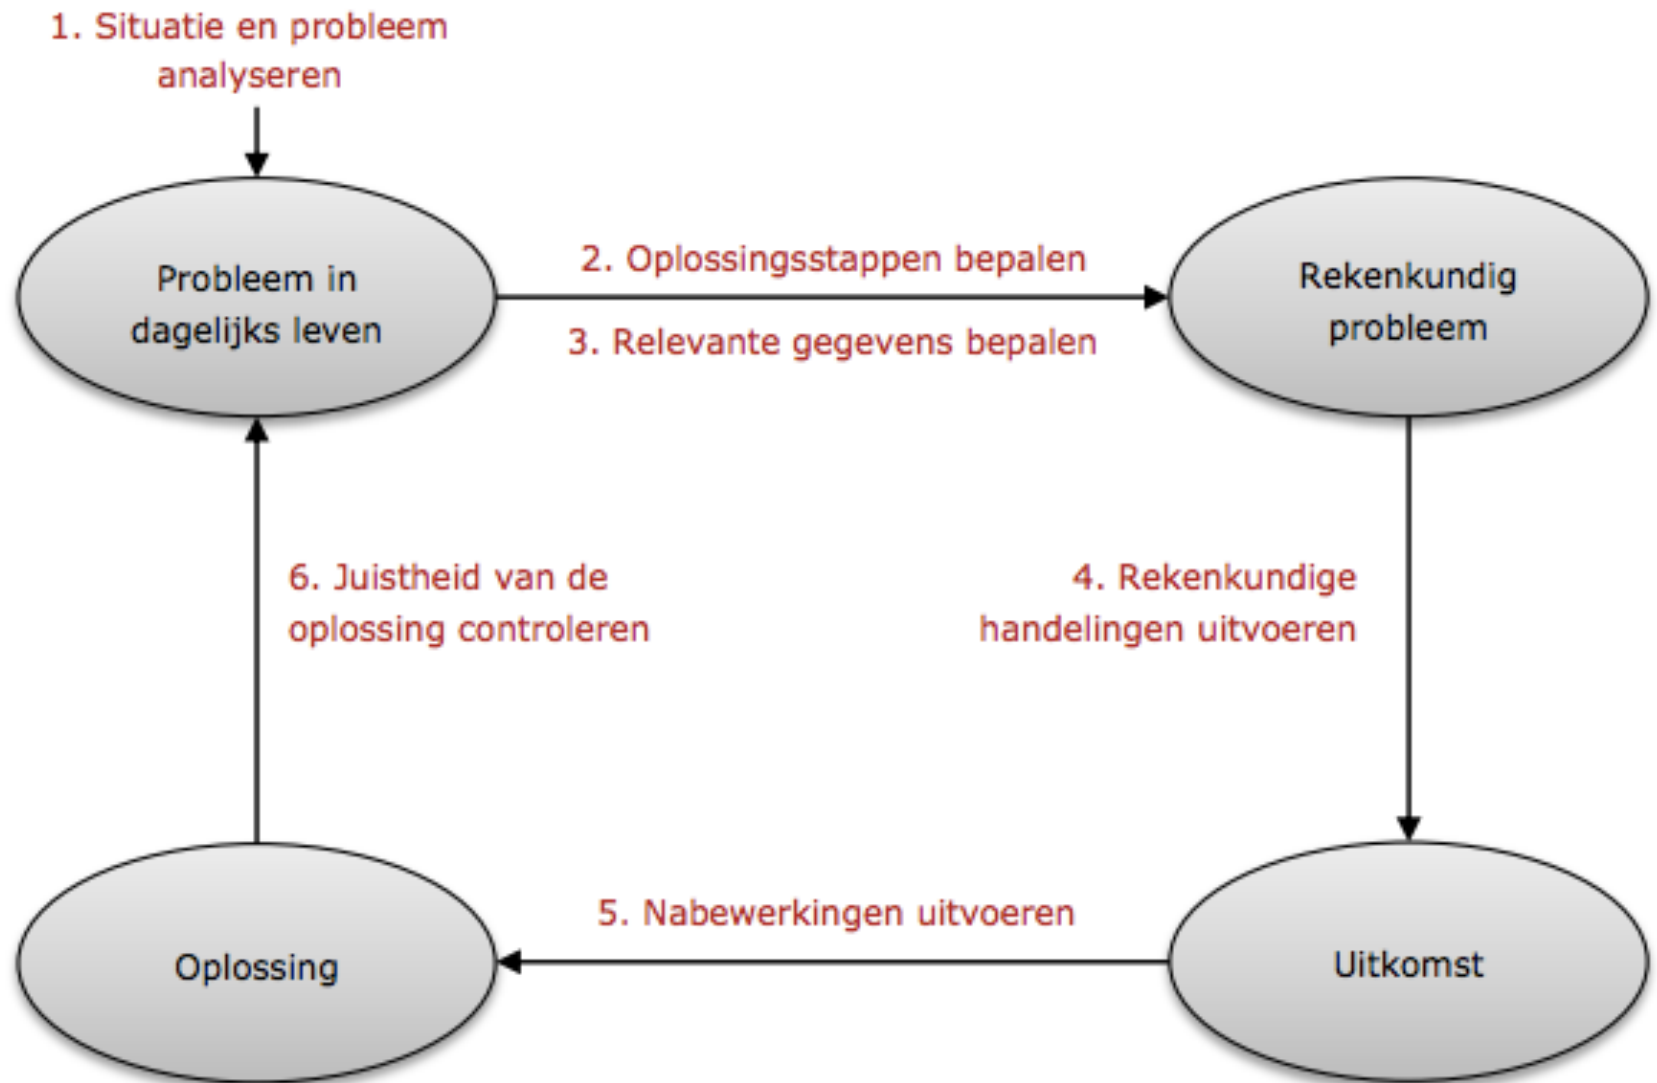 1. Situatie en probleem
analyseren
Probleem in
dagelijks leven
2. Oplossingsstappen bepalen
3. Relevante gegevens bepalen
Rekenkundig
probleem
6. Juistheid van de
oplossing controleren
4. Rekenkundige
handelingen uitvoeren
5. Nabewerkingen uitvoeren
Oplossing
Uitkomst